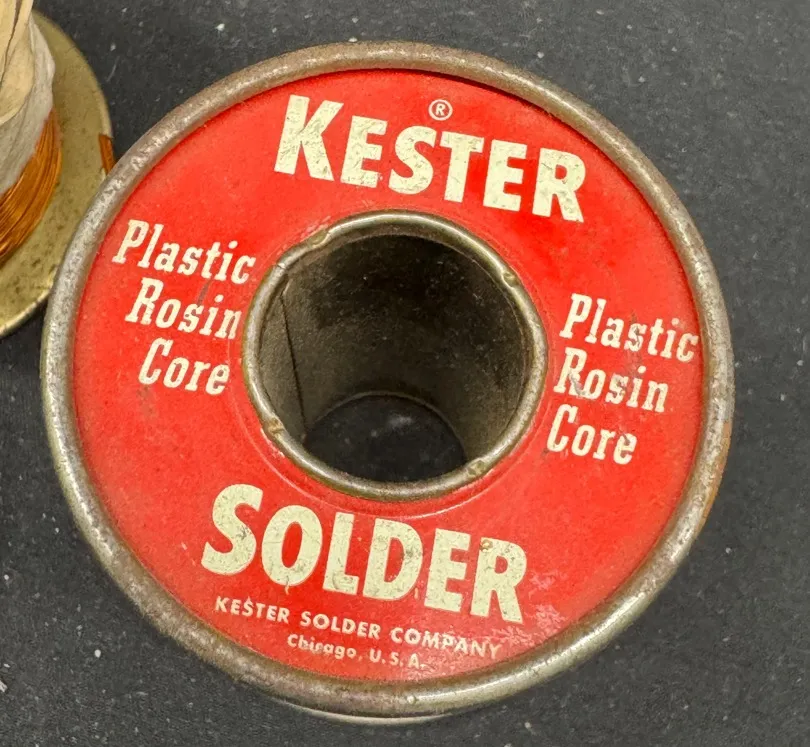 KESTER ®
Plastic
Rosin
Core
Plastic
Rosin
Core
SOLDER
KESTER SOLDER COMPANY
Chicago, U.S.A.